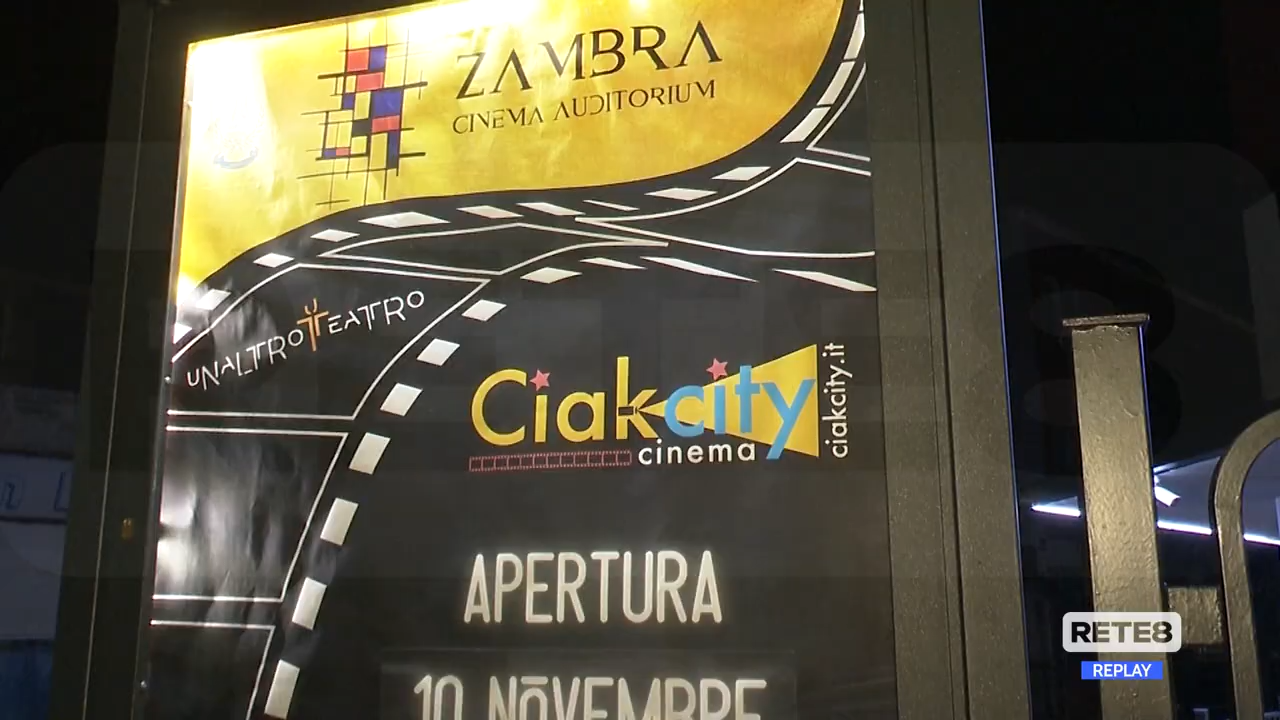 ZAMBRA
CINEMA AUDITORIUM
UNALTROTEATRO
Ciakcity
cinema
ciakcity.it
APERTURA
10 NOVEMBRE
RETE8
REPLAY